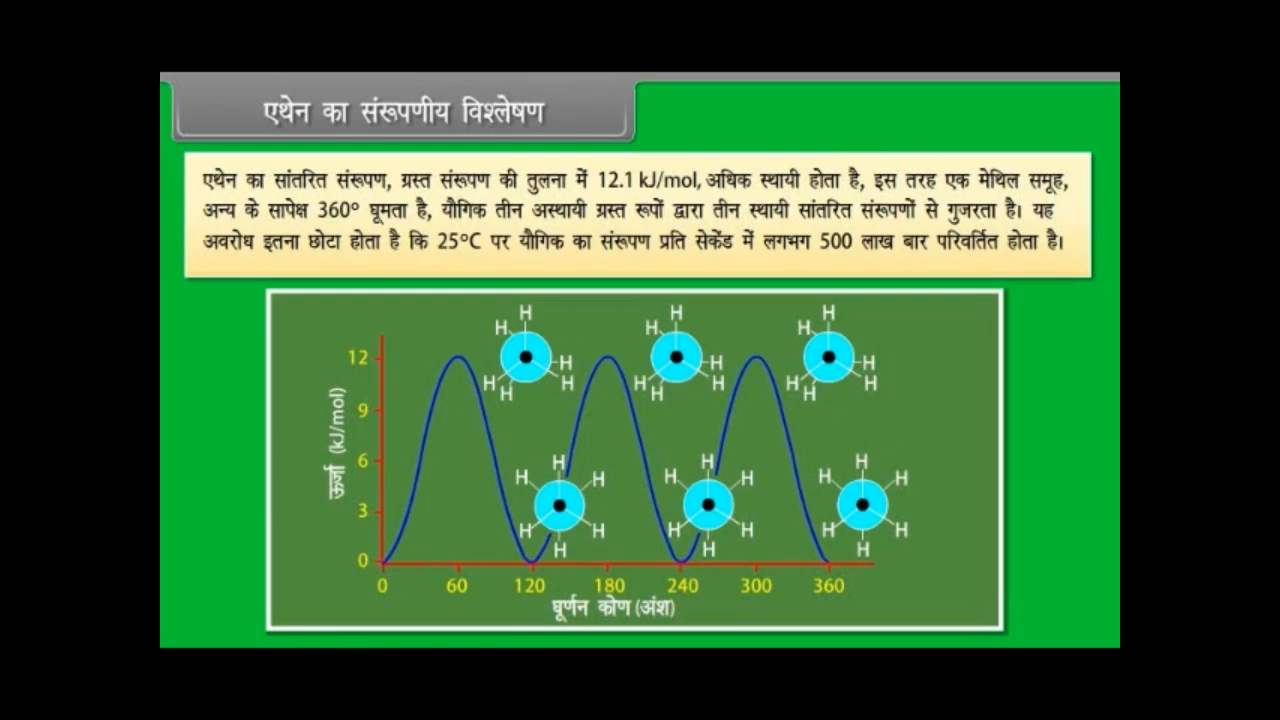 एथेन का संरूपणीय विश्लेषण
एथेन का सांतरित संरूपण, ग्रस्त संरूपण की तुलना में 12.1 kJ/mol, अधिक स्थायी होता है, इस तरह एक मेथिल समूह,
अन्य के सापेक्ष 360° घूमता है, यौगिक तीन अस्थायी ग्रस्त रूपों द्वारा तीन स्थायी सांतरित संरूपणों से गुजरता है। यह
अवरोध इतना छोटा होता है कि 25°C पर यौगिक का संरूपण प्रति सेकेंड में लगभग 500 लाख बार परिवर्तित होता है।
H H H
H H H
12
H H H
H H H H H H
H H H
9
ऊर्जा (kJ/mol)
6
H H H
H H H H H H
3
H H H H H H
H H H
0
0 60 120 180 240 300 360
घूर्णन कोण (अंश)